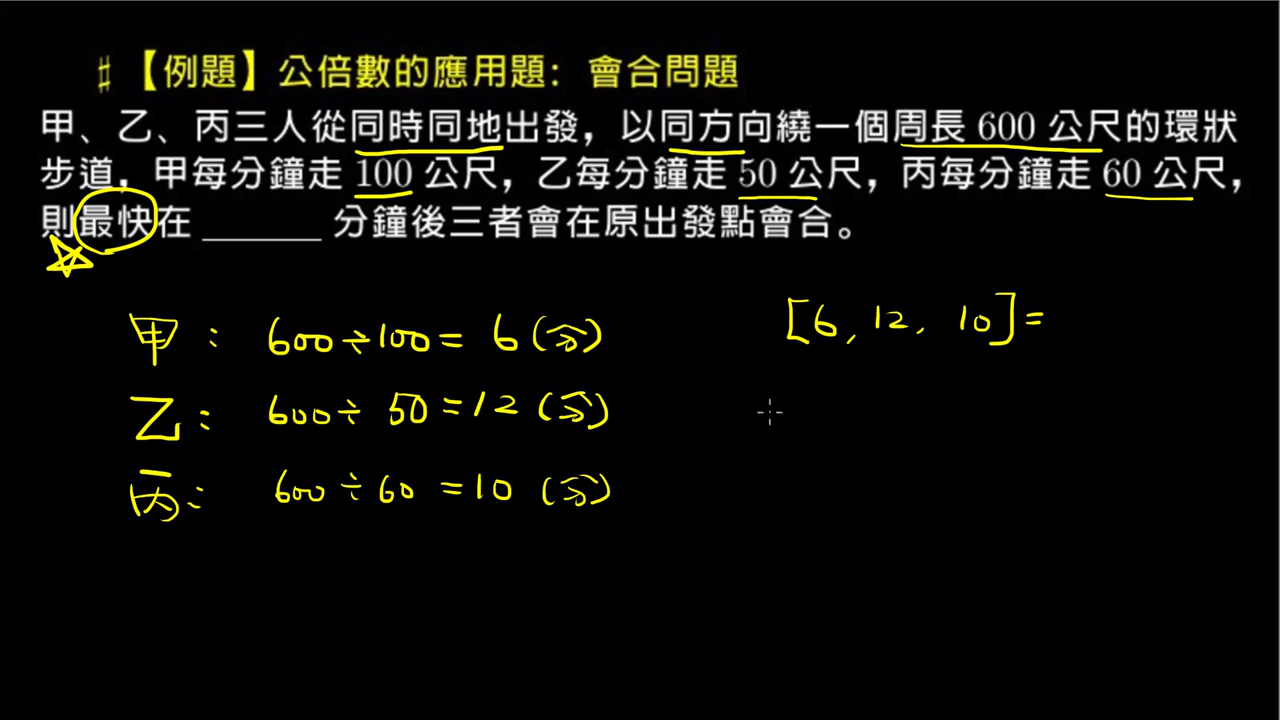 ♯【例題】公倍數的應用題：會合問題
甲、乙、丙三人從同時同地出發，以同方向繞一個周長 600 公尺的環狀
步道，甲每分鐘走 100 公尺，乙每分鐘走 50 公尺，丙每分鐘走 60 公尺，
則最快在 ______ 分鐘後三者會在原出發點會合。
甲： 600÷100= 6 (分)
[6, 12, 10]=
乙： 600÷ 50 =12 (分)
丙： 600÷60 =10 (分)